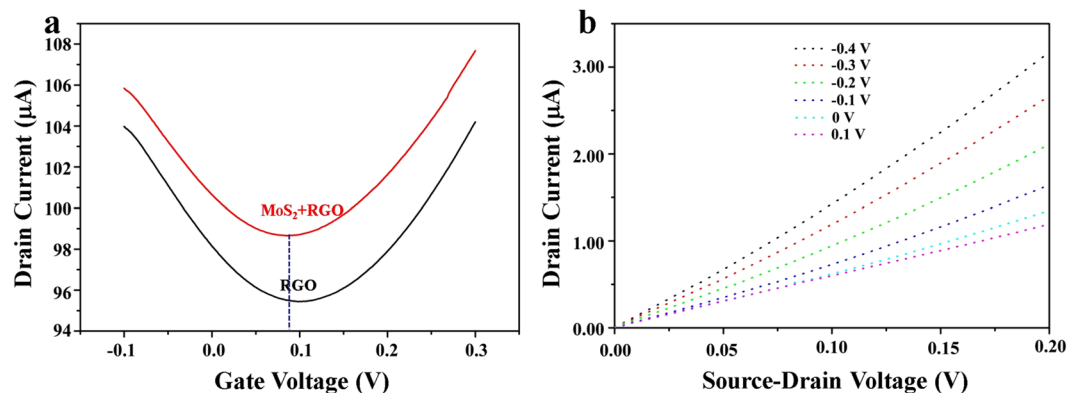 a
108
106
104
102
100
98
96
94
Drain Current (μA)
MoS₂+RGO
RGO
-0.1
0.0
0.1
0.2
0.3
Gate Voltage (V)
b
3.00
2.00
1.00
0.00
Drain Current (μA)
-0.4 V
-0.3 V
-0.2 V
-0.1 V
0 V
0.1 V
0.00
0.05
0.10
0.15
0.20
Source-Drain Voltage (V)